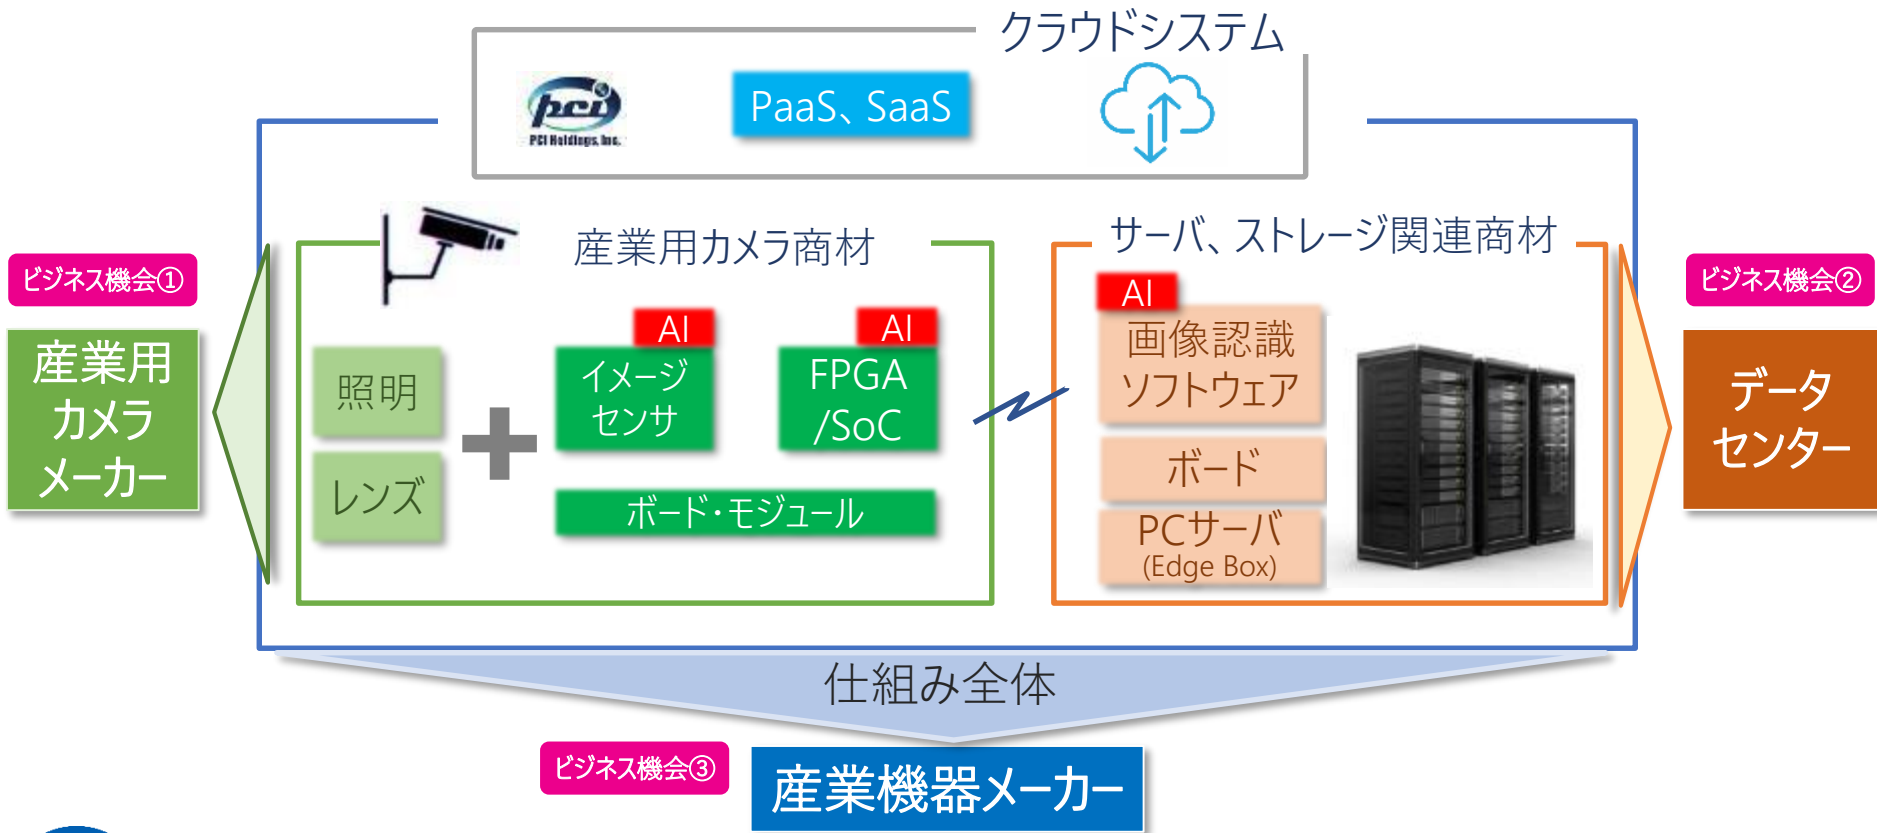 クラウドシステム
pci
PCI Holdings, Inc.
PaaS、SaaS
産業用カメラ商材
サーバ、ストレージ関連商材
ビジネス機会①
産業用
カメラ
メーカー
照明
レンズ
AI
イメージ
センサ
AI
FPGA
/SoC
ボード・モジュール
AI
画像認識
ソフトウェア
ボード
PCサーバ
(Edge Box)
ビジネス機会②
データ
センター
仕組み全体
ビジネス機会③
産業機器メーカー